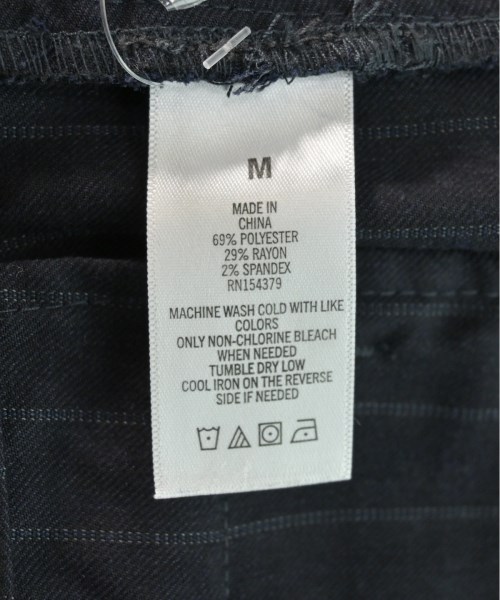 M
MADE IN
CHINA
69% POLYESTER
29% RAYON
2% SPANDEX
RN154379
MACHINE WASH COLD WITH LIKE
COLORS
ONLY NON-CHLORINE BLEACH
WHEN NEEDED
TUMBLE DRY LOW
COOL IRON ON THE REVERSE
SIDE IF NEEDED